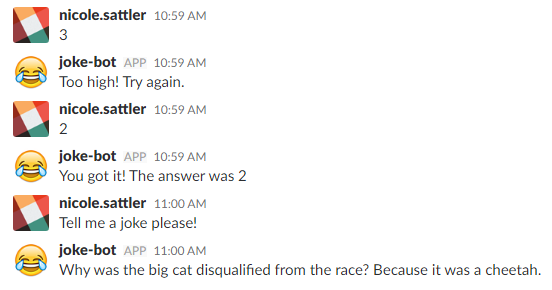 nicole.sattler 10:59 AM
3
joke-bot APP 10:59 AM
Too high! Try again.
nicole.sattler 10:59 AM
2
joke-bot APP 10:59 AM
You got it! The answer was 2
nicole.sattler 11:00 AM
Tell me a joke please!
joke-bot APP 11:00 AM
Why was the big cat disqualified from the race? Because it was a cheetah.